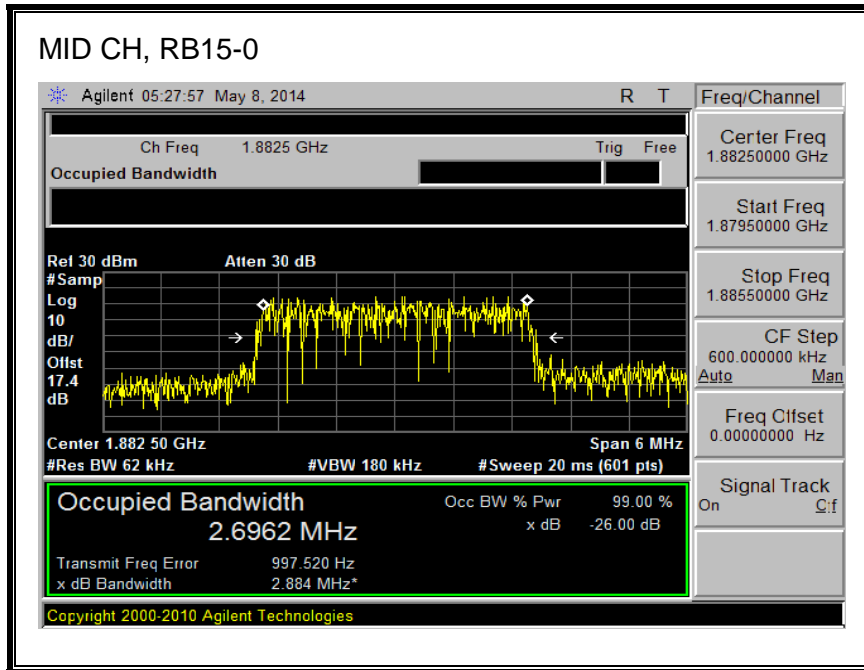 MID CH, RB15-0
Agilent 05:27:57 May 8, 2014 R T
Freq/Channel
Ch Freq 1.8825 GHz Trig Free
Occupied Bandwidth
Center Freq
1.88250000 GHz
Start Freq
1.87950000 GHz
Stop Freq
1.88550000 GHz
CF Step
600.000000 kHz
Auto Man
Freq Offset
0.00000000 Hz
Signal Track
On Off
Ref 30 dBm Atten 30 dB
#Samp
Log
10
dB/
Offst
17.4
dB
Center 1.882 50 GHz Span 6 MHz
#Res BW 62 kHz #VBW 180 kHz #Sweep 20 ms (601 pts)
Occupied Bandwidth
2.6962 MHz
Occ BW % Pwr 99.00 %
x dB -26.00 dB
Transmit Freq Error 997.520 Hz
x dB Bandwidth 2.884 MHz*
Copyright 2000-2010 Agilent Technologies